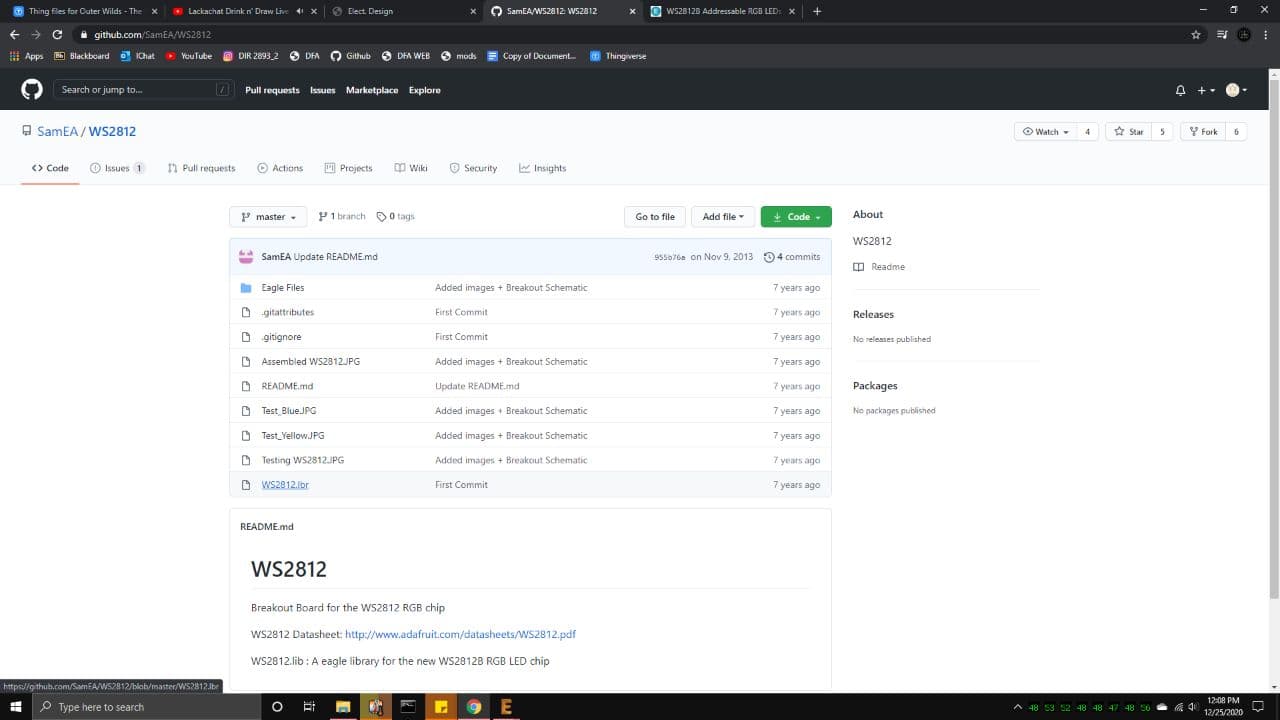 Thing files for Outer Wilds - The
Lackachat Drink n' Draw Live
Elect. Design
SamEA/WS2812: WS2812
WS2812B Addressable RGB LED
github.com/SamEA/WS2812
Apps
Blackboard
IChat
YouTube
DIR 2893_2
DFA
Github
DFA WEB
mods
Copy of Document...
Thingiverse
Search or jump to...
/
Pull requests
Issues
Marketplace
Explore
SamEA / WS2812
Watch
4
Star
5
Fork
6
Code
Issues 1
Pull requests
Actions
Projects
Wiki
Security
Insights
master
1 branch
0 tags
Go to file
Add file
Code
SamEA Update README.md
955b76a on Nov 9, 2013
4 commits
Eagle Files
Added images + Breakout Schematic
7 years ago
.gitattributes
First Commit
7 years ago
.gitignore
First Commit
7 years ago
Assembled WS2812.JPG
Added images + Breakout Schematic
7 years ago
README.md
Update README.md
7 years ago
Test_Blue.JPG
Added images + Breakout Schematic
7 years ago
Test_Yellow.JPG
Added images + Breakout Schematic
7 years ago
Testing WS2812.JPG
Added images + Breakout Schematic
7 years ago
WS2812.lbr
First Commit
7 years ago
About
WS2812
Readme
Releases
No releases published
Packages
No packages published
README.md
WS2812
Breakout Board for the WS2812 RGB chip
WS2812 Datasheet: http://www.adafruit.com/datasheets/WS2812.pdf
WS2812.lib : A eagle library for the new WS2812B RGB LED chip
https://github.com/SamEA/WS2812/blob/master/WS2812.lbr
Type here to search
48 53 52 48 48 47 48 56
12:08 PM
12/25/2020